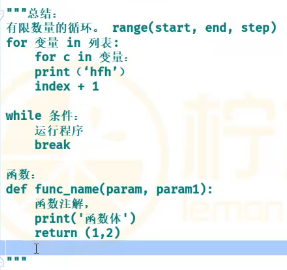 """总结：
有限数量的循环。 range(start, end, step)
for 变量 in 列表:
    for c in 变量:
    print（'hfh'）
    index + 1

while 条件:
    运行程序
    break

函数:
def func_name(param, param1):
    函数注解，
    print('函数体')
    return (1,2)

"""
柠
lemon